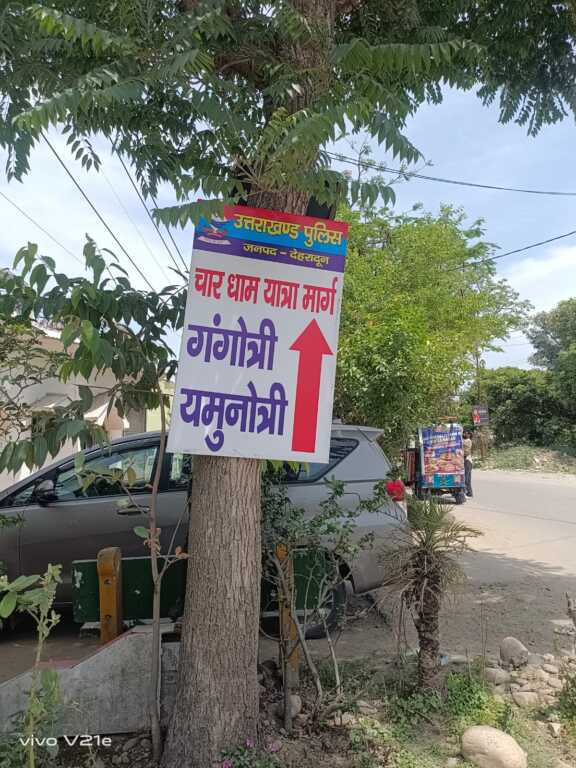 उत्तराखण्ड पुलिस
जनपद - देहरादून
चार धाम यात्रा मार्ग
गंगोत्री
यमुनोत्री
vivo V21e